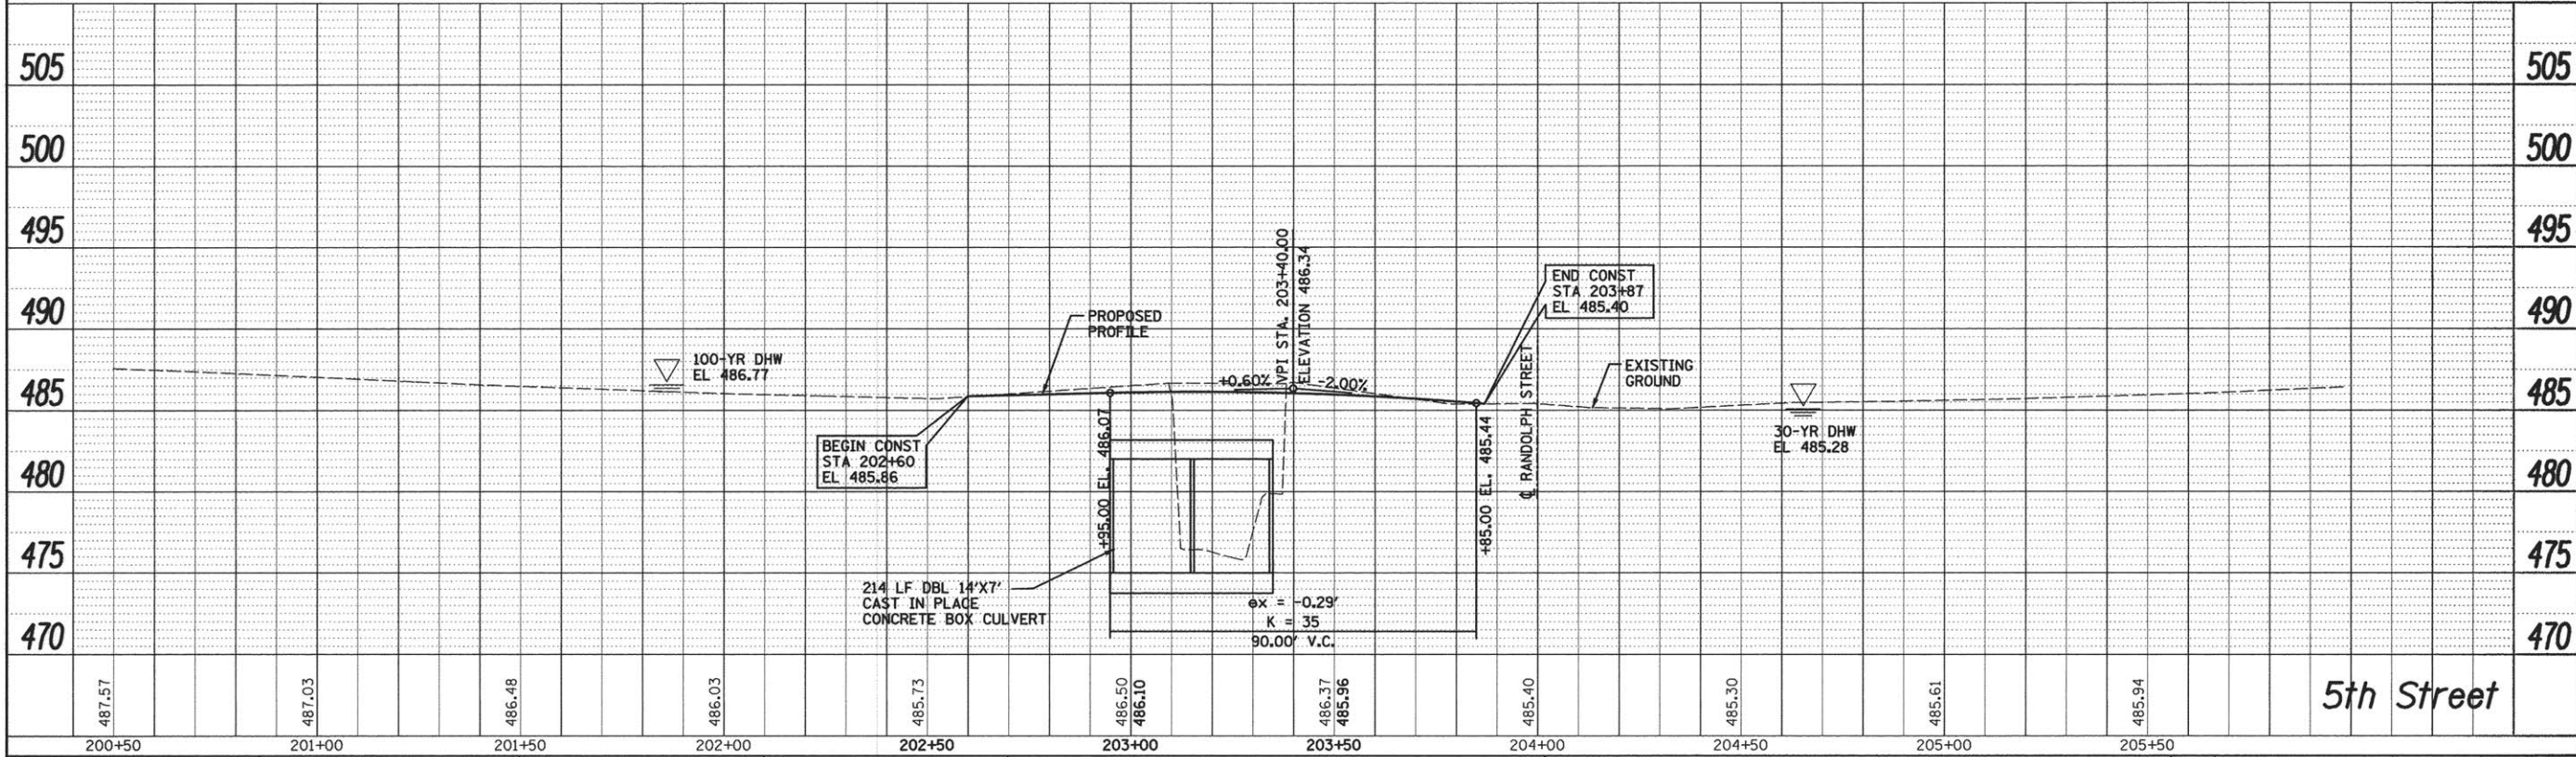 505
505
500
500
495
495
490
490
485
485
480
480
475
475
470
470
100-YR DHW
EL 486.77
PROPOSED
PROFILE
BEGIN CONST
STA 202+60
EL 485.86
+95.00 EL. 486.07
214 LF DBL 14'X7'
CAST IN PLACE
CONCRETE BOX CULVERT
+0.60%
VPI STA. 203+40.00
ELEVATION 486.34
-2.00%
ex = -0.29'
K = 35
90.00' V.C.
+85.00 EL. 485.44
END CONST
STA 203+87
EL 485.40
℄ RANDOLPH STREET
EXISTING
GROUND
30-YR DHW
EL 485.28
487.57
487.03
486.48
486.03
485.73
486.50
486.10
486.37
485.96
485.40
485.30
485.61
485.94
5th Street
200+50
201+00
201+50
202+00
202+50
203+00
203+50
204+00
204+50
205+00
205+50